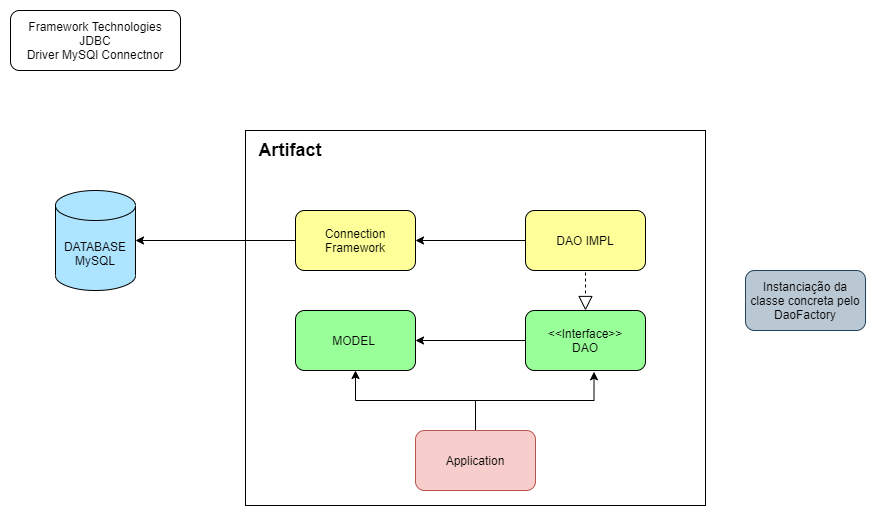 Framework Technologies
JDBC
Driver MySQl Connectnor
Artifact
DATABASE
MySQL
Connection
Framework
DAO IMPL
Instanciação da
classe concreta pelo
DaoFactory
MODEL
<<Interface>>
DAO
Application